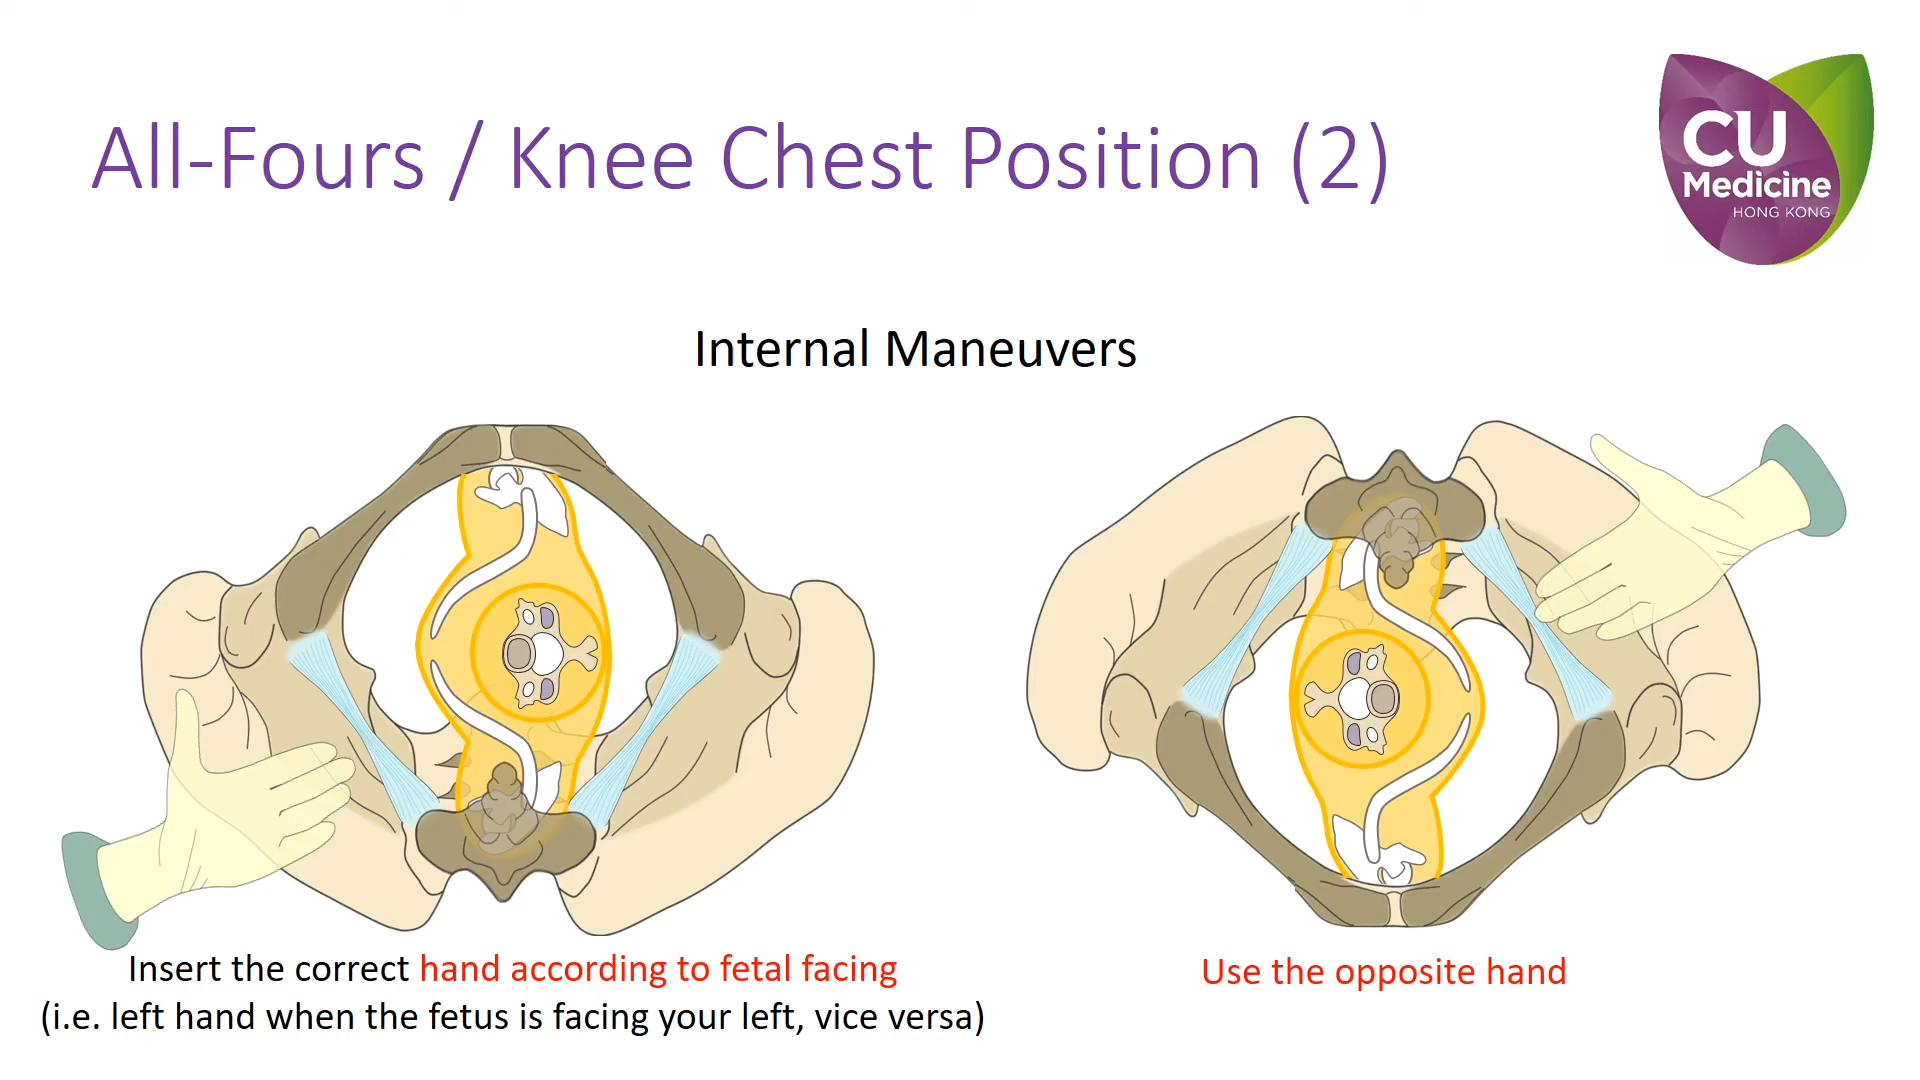 All-Fours / Knee Chest Position (2)
CU
Medicine
HONG KONG
Internal Maneuvers
Insert the correct hand according to fetal facing
(i.e. left hand when the fetus is facing your left, vice versa)
Use the opposite hand